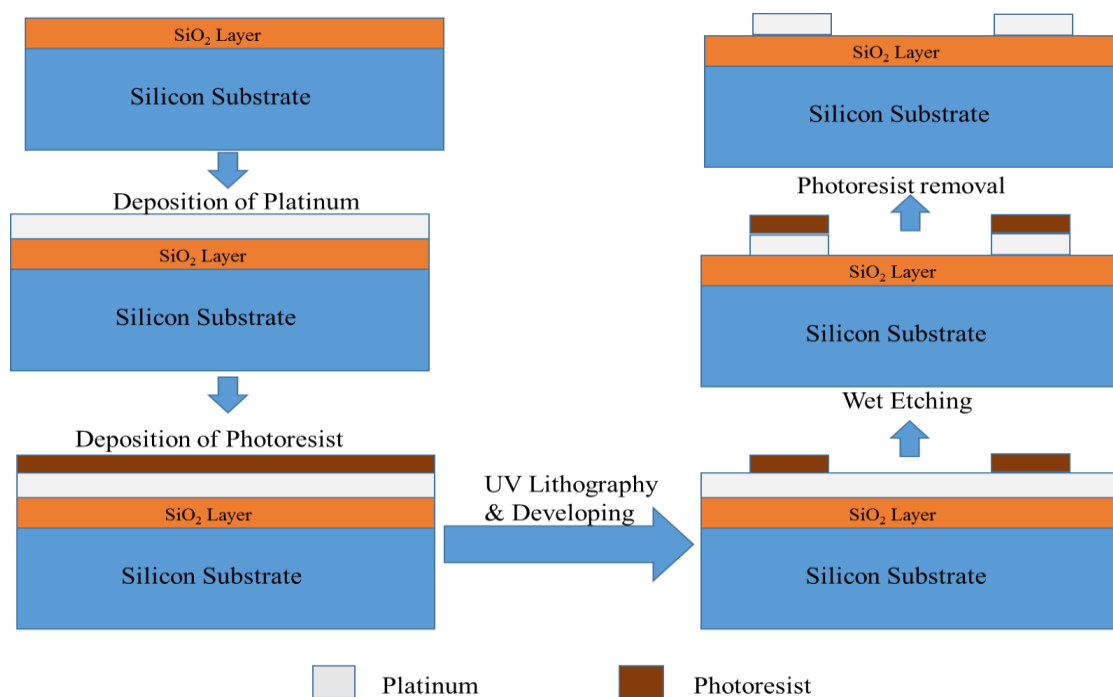 SiO₂ Layer
Silicon Substrate
Deposition of Platinum
SiO₂ Layer
Silicon Substrate
Deposition of Photoresist
SiO₂ Layer
Silicon Substrate
UV Lithography
& Developing
SiO₂ Layer
Silicon Substrate
Wet Etching
SiO₂ Layer
Silicon Substrate
Photoresist removal
SiO₂ Layer
Silicon Substrate
Platinum
Photoresist